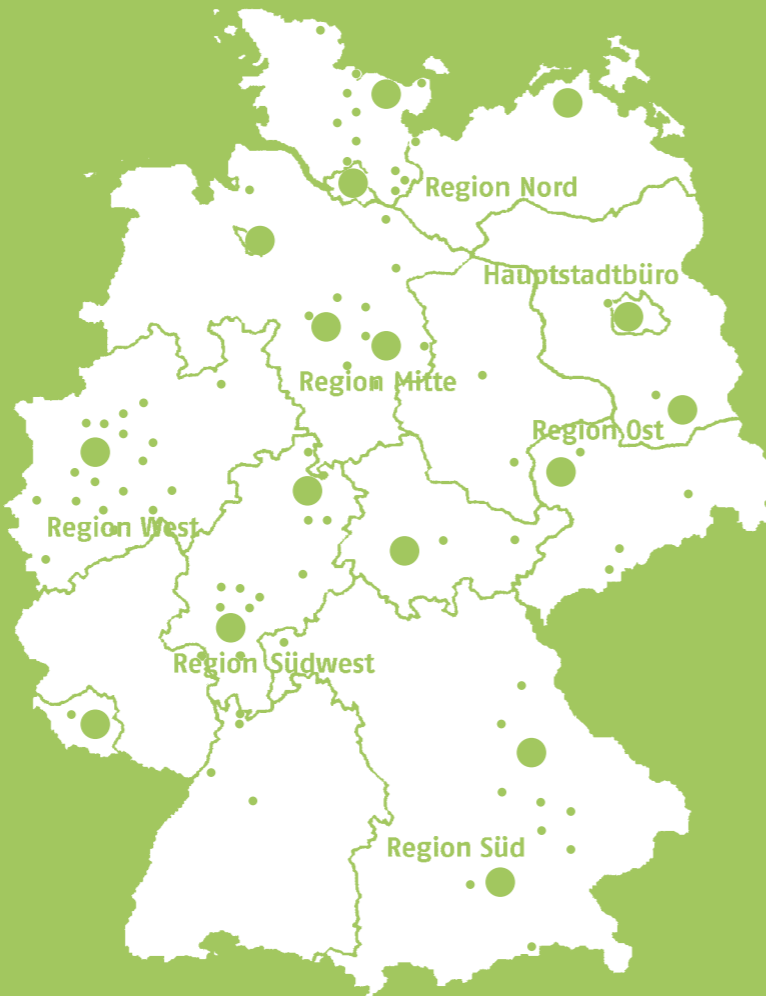 Region Nord
Hauptstadtbüro
Region Mitte
Region Ost
Region West
Region Südwest
Region Süd